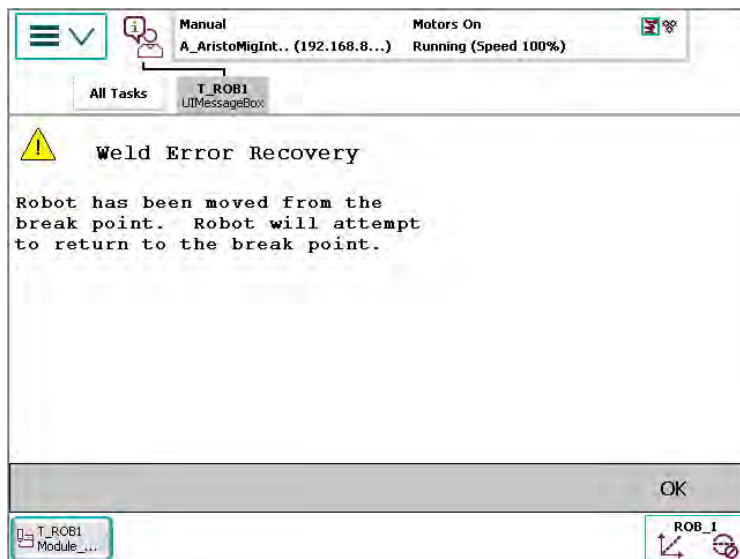 Manual
Motors On
A_AristoMigInt.. (192.168.8...)
Running (Speed 100%)
All Tasks
T_ROB1
UIMessageBox
Weld Error Recovery
Robot has been moved from the
break point. Robot will attempt
to return to the break point.
OK
T_ROB1
Module_...
ROB_1